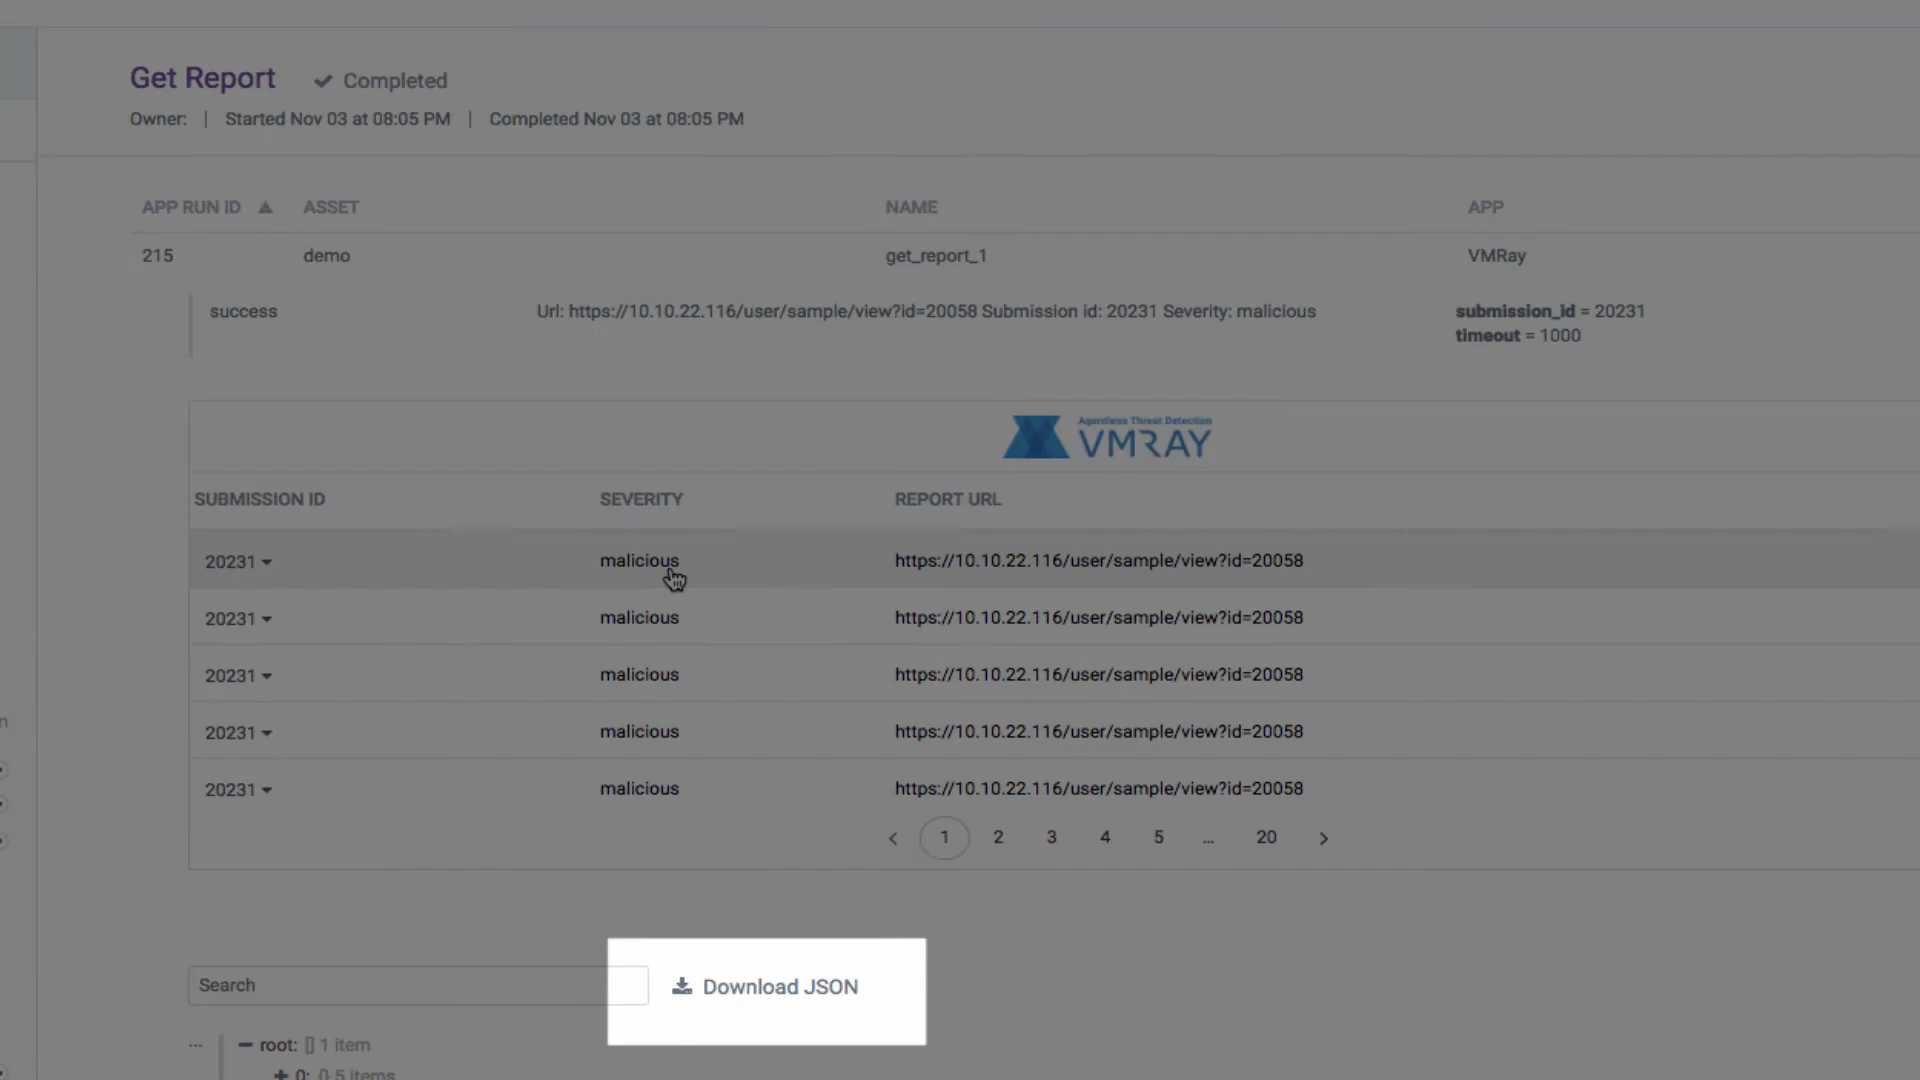 Get Report Completed
Owner: | Started Nov 03 at 08:05 PM | Completed Nov 03 at 08:05 PM
APP RUN ID ASSET NAME APP
215 demo get_report_1 VMRay
success Url: https://10.10.22.116/user/sample/view?id=20058 Submission id: 20231 Severity: malicious submission_id = 20231
timeout = 1000
Agentless Threat Detection
VMRAY
SUBMISSION ID SEVERITY REPORT URL
20231 malicious https://10.10.22.116/user/sample/view?id=20058
20231 malicious https://10.10.22.116/user/sample/view?id=20058
20231 malicious https://10.10.22.116/user/sample/view?id=20058
20231 malicious https://10.10.22.116/user/sample/view?id=20058
20231 malicious https://10.10.22.116/user/sample/view?id=20058
< 1 2 3 4 5 ... 20 >
Search Download JSON
... root: [] 1 item
0: {} 5 items